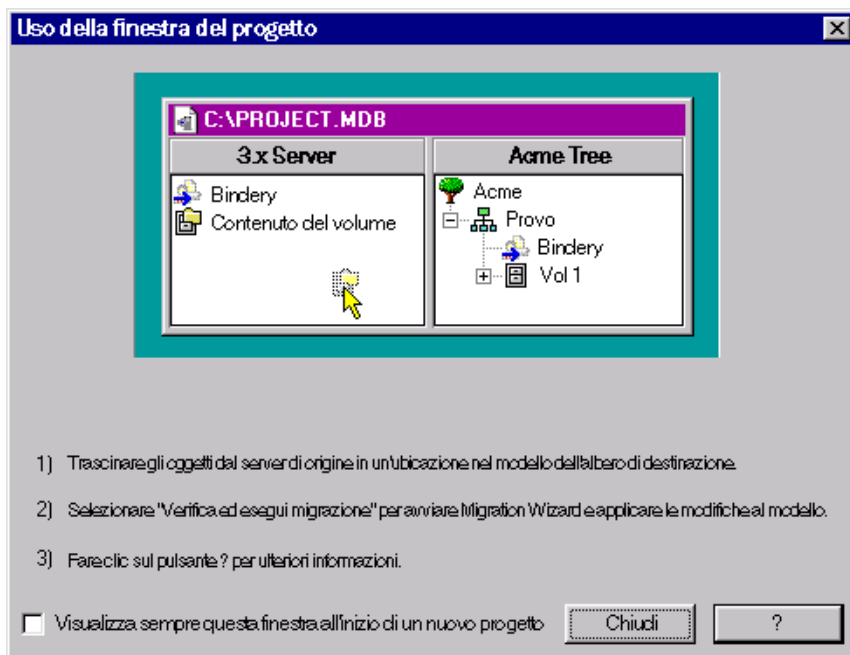 Uso della finestra del progetto
C:\PROJECT.MDB
3.x Server
Acme Tree
Bindery
Contenuto del volume
Acme
Provo
Bindery
Vol 1
1) Trascinare gli oggetti dal server di origine in un'ubicazione nel modello dell'albero di destinazione.
2) Selezionare "Verifica ed esegui migrazione" per avviare Migration Wizard e applicare le modifiche al modello.
3) Fare clic sul pulsante ? per ulteriori informazioni.
Visualizza sempre questa finestra all'inizio di un nuovo progetto
Chiudi
?